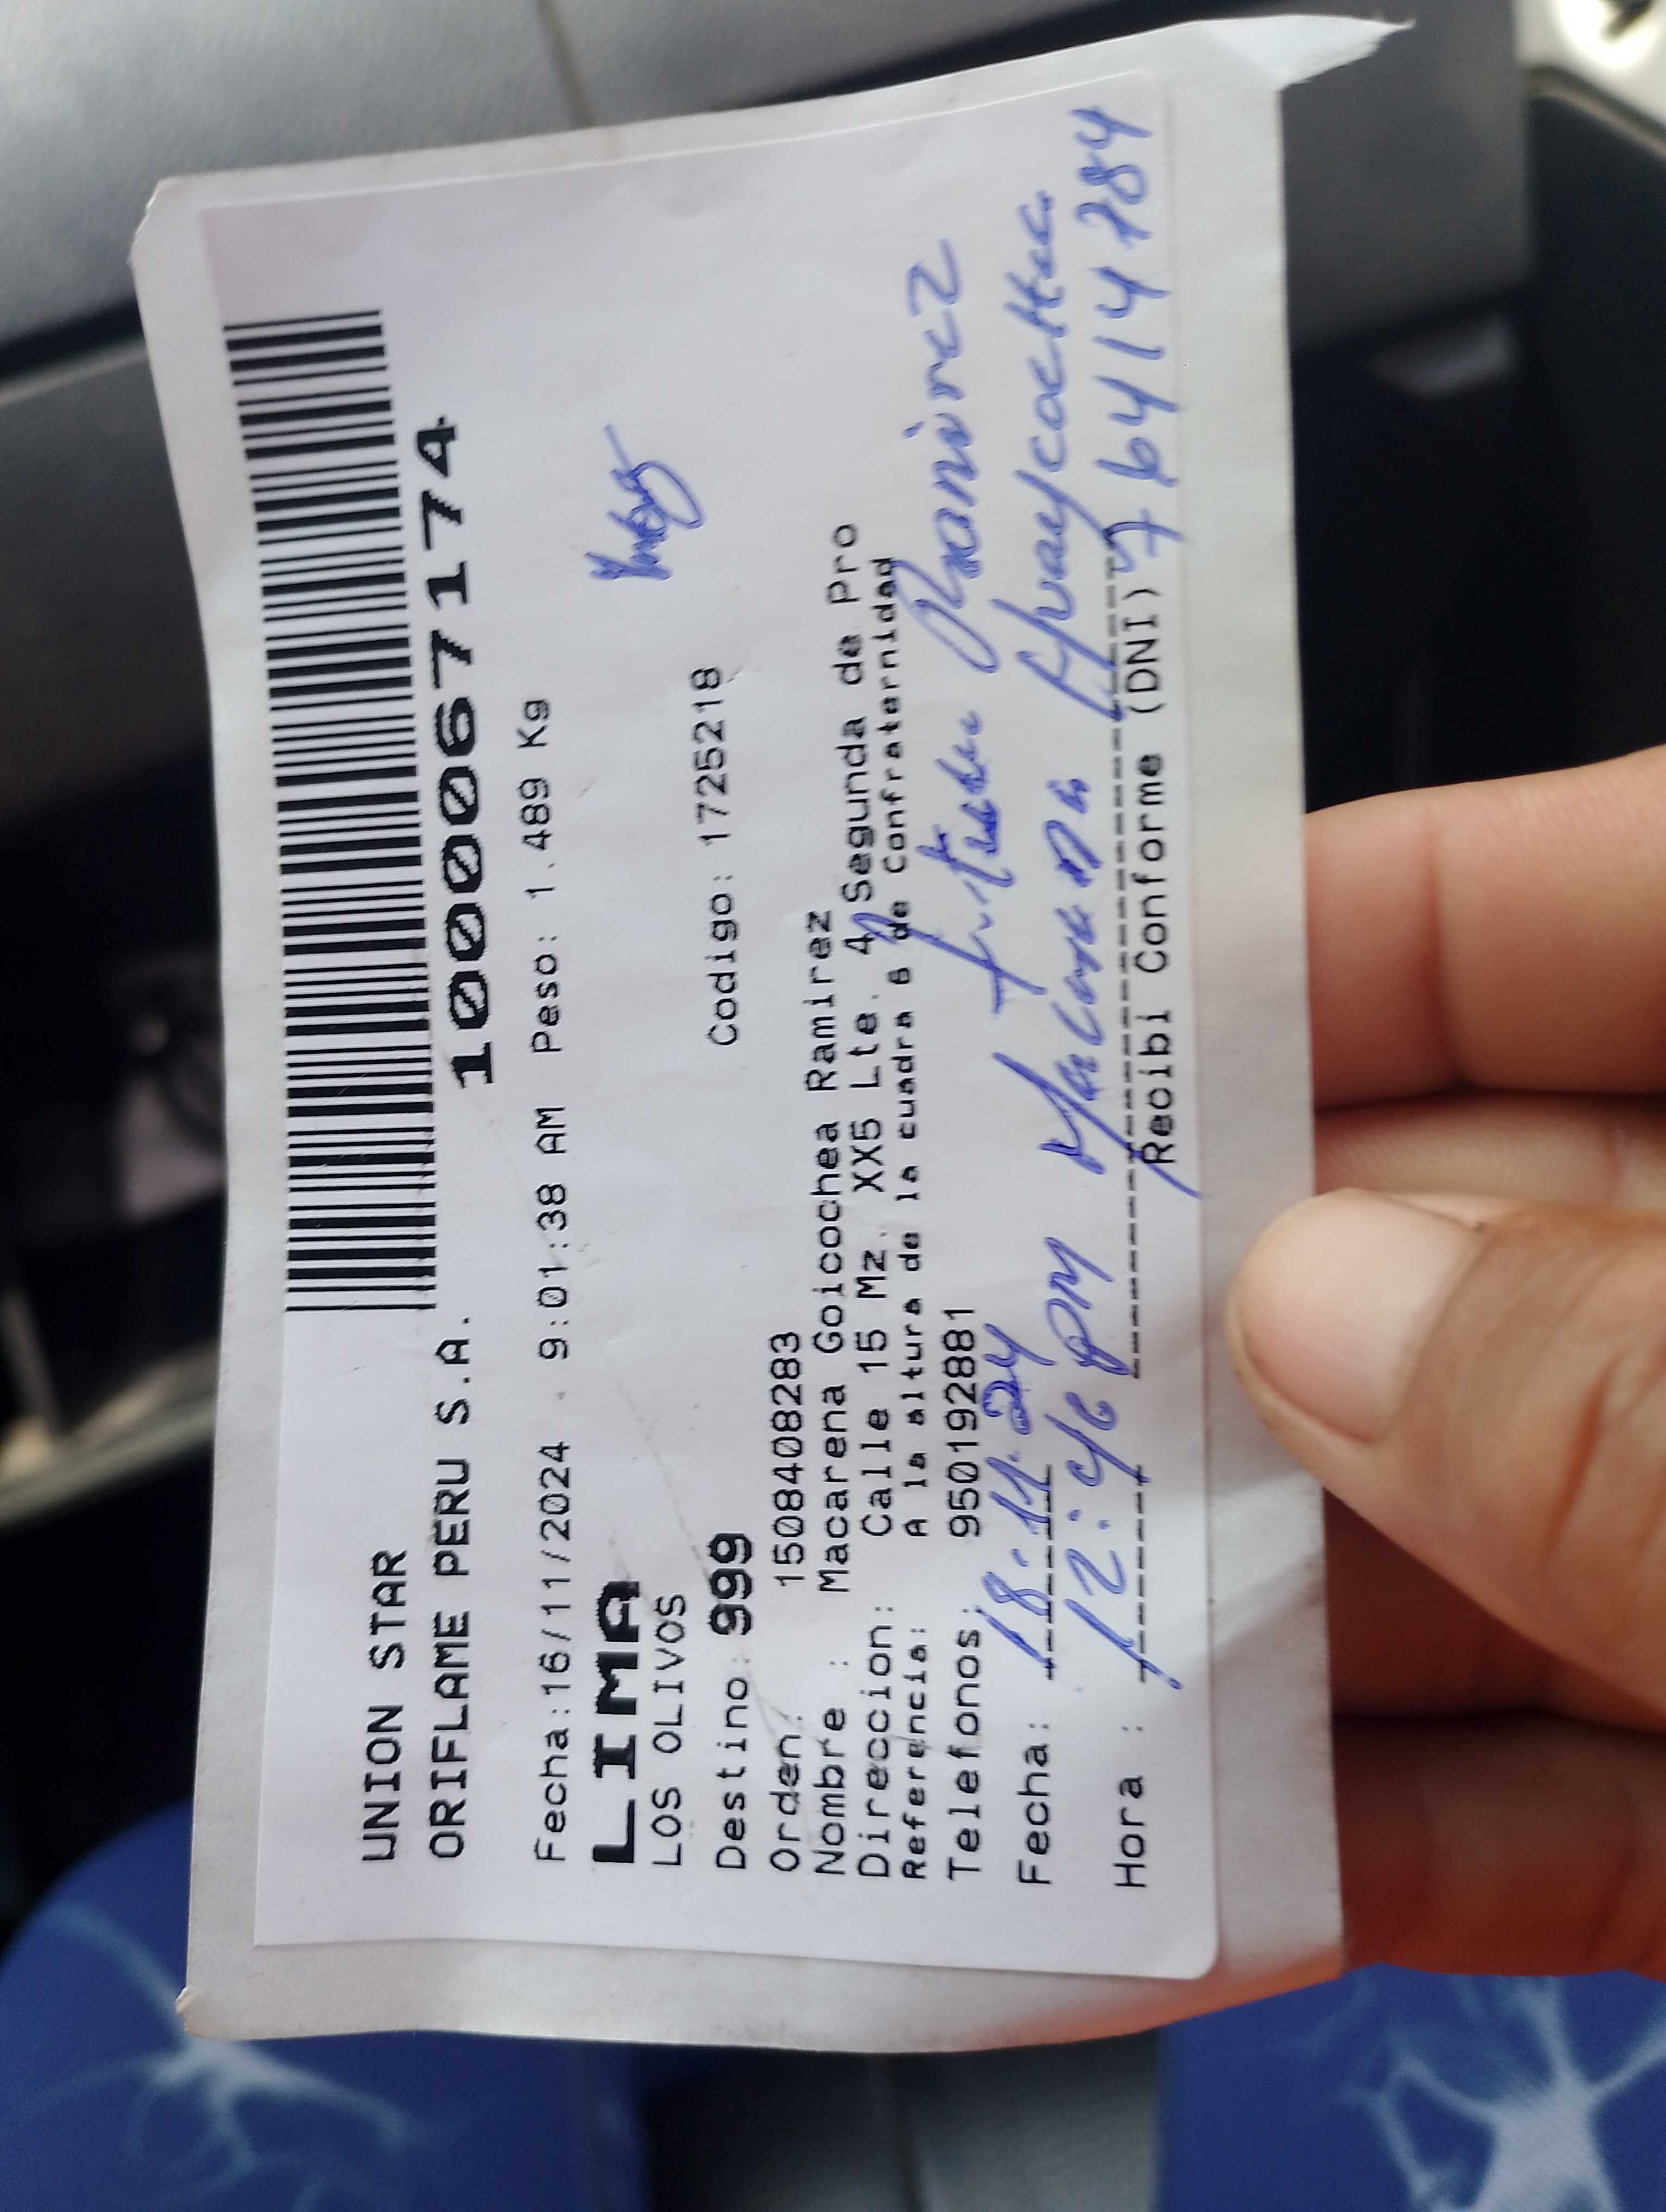 UNION STAR
ORIFLAME PERU S.A.
1000671174
Fecha:16/11/2024 - 9:01:38 AM Peso: 1.489 Kg
LIMA
LOS OLIVOS
Destino: 999 Codigo: 1725218
Orden: 1508408283
Nombre : Macarena Goicochea Ramirez
Direccion: Calle 15 Mz. XX5 Lte. 4 Segunda de Pro
Referencia: A la altura de la cuadra 6 de Confraternidad
Telefonos: 950192881
Ramirez
Fecha: 18.11.24
Hora : 12:46 PM
76414784
Recibi Conforme (DNI)